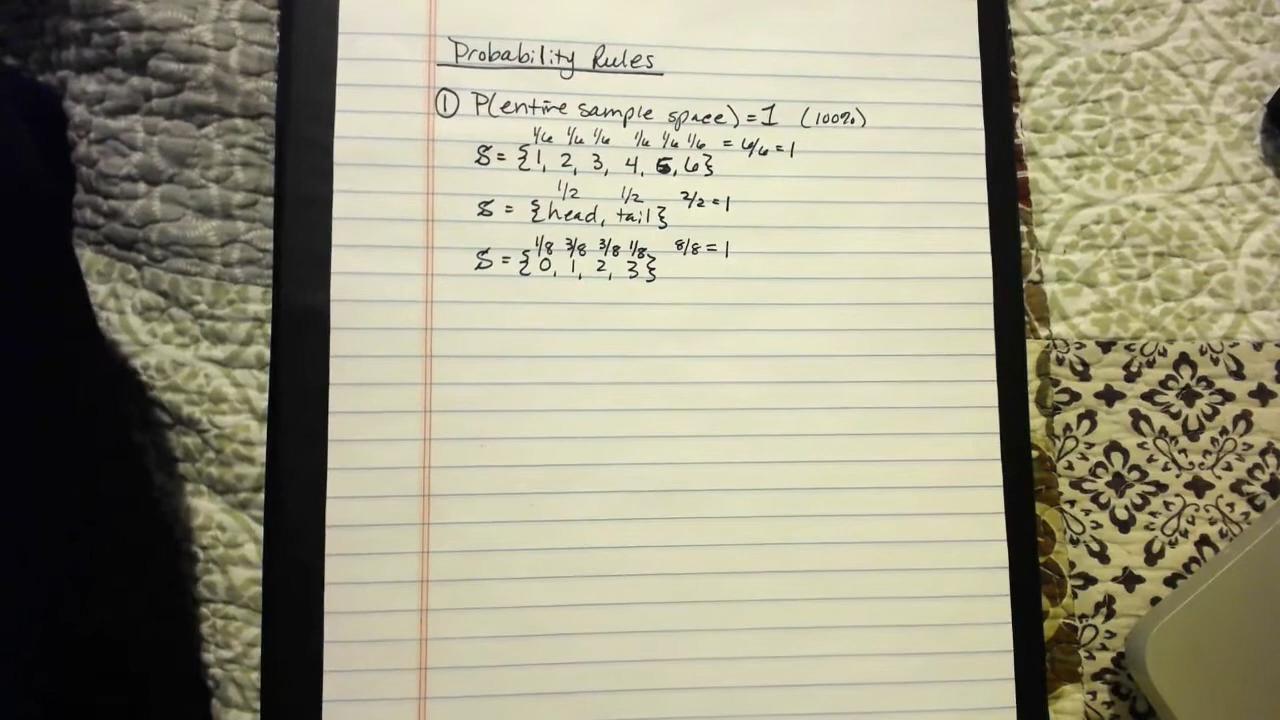 Probability Rules
① P(entire sample space) = 1 (100%)
1/6 1/6 1/6 1/6 1/6 1/6 = 6/6 = 1
S = {1, 2, 3, 4, 5, 6}
1/2 1/2 2/2 = 1
S = {head, tail}
1/8 3/8 3/8 1/8 8/8 = 1
S = {0, 1, 2, 3}